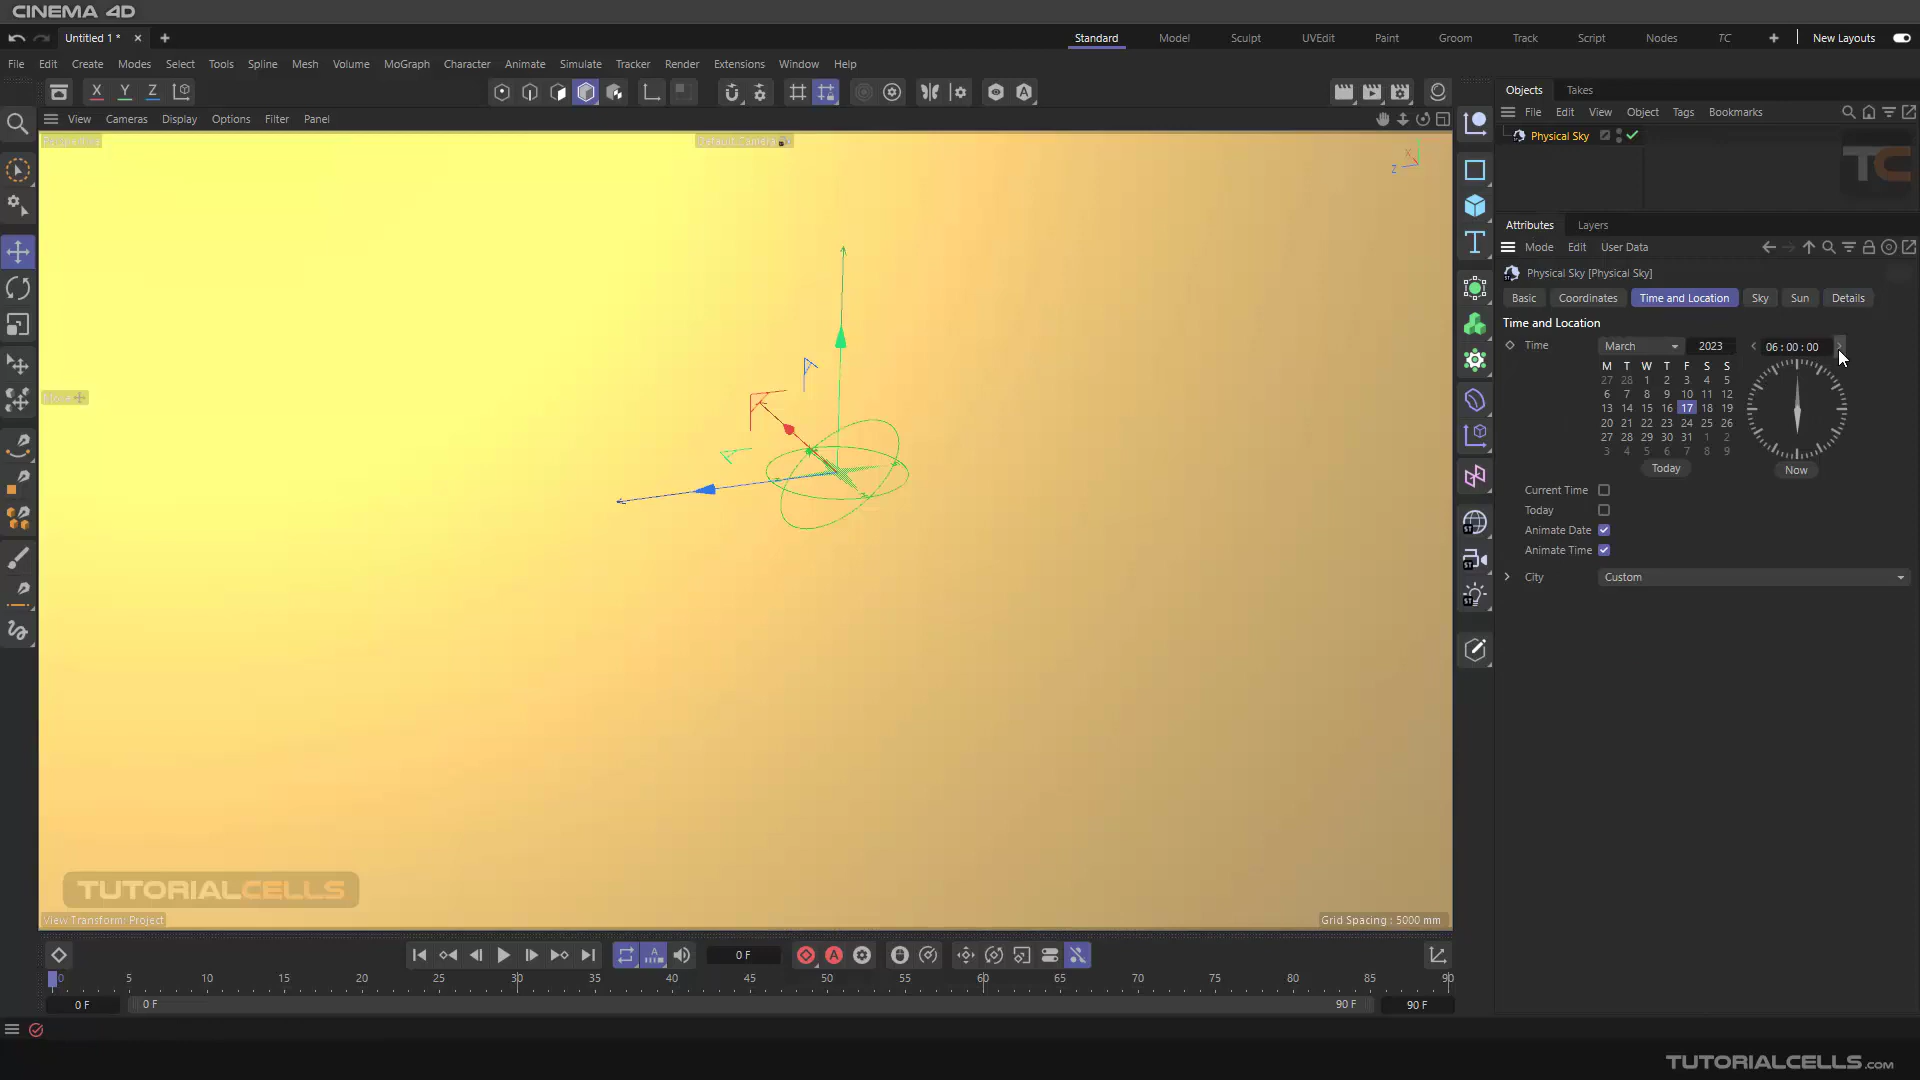 CINEMA 4D
Untitled 1 *
Standard Model Sculpt UVEdit Paint Groom Track Script Nodes TC New Layouts
File Edit Create Modes Select Tools Spline Mesh Volume MoGraph Character Animate Simulate Tracker Render Extensions Window Help
X Y Z
View Cameras Display Options Filter Panel
Perspective
Default Camera
X
Z
Move
TUTORIALCELLS
View Transform: Project
Grid Spacing : 5000 mm
Objects Takes
File Edit View Object Tags Bookmarks
Physical Sky
TC
Attributes Layers
Mode Edit User Data
Physical Sky [Physical Sky]
Basic Coordinates Time and Location Sky Sun Details
Time and Location
Time March 2023 06 : 00 : 00
M T W T F S S
27 28 1 2 3 4 5
6 7 8 9 10 11 12
13 14 15 16 17 18 19
20 21 22 23 24 25 26
27 28 29 30 31 1 2
3 4 5 6 7 8 9
Today
Now
Current Time
Today
Animate Date
Animate Time
City Custom
0 F
0 5 10 15 20 25 30 35 40 45 50 55 60 65 70 75 80 85 90
0 F 0 F 90 F 90 F
TUTORIALCELLS.com